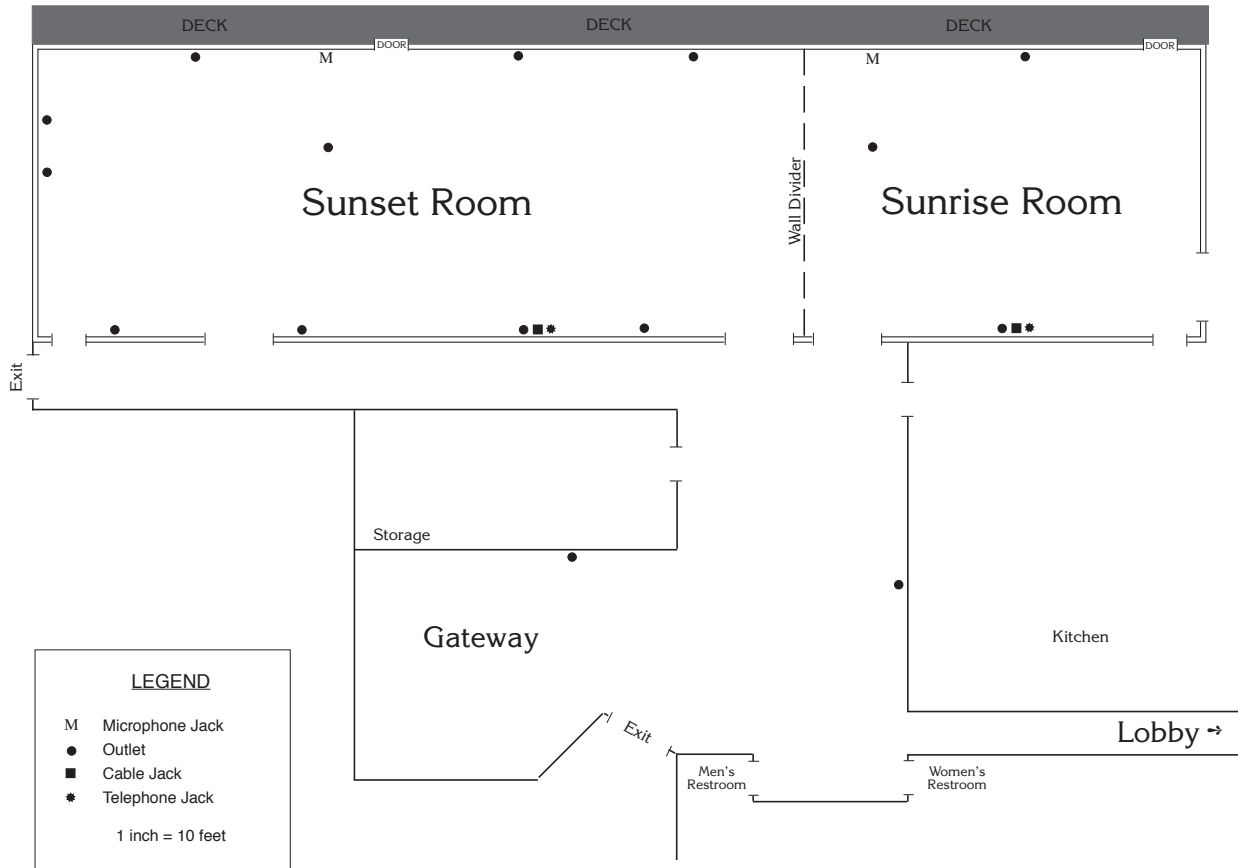 DECK
DECK
DECK
DOOR
DOOR
M
M
Sunset Room
Wall Divider
Sunrise Room
Exit
Storage
Gateway
Kitchen
Exit
Lobby
Men's
Restroom
Women's
Restroom
LEGEND
M Microphone Jack
Outlet
Cable Jack
Telephone Jack
1 inch = 10 feet